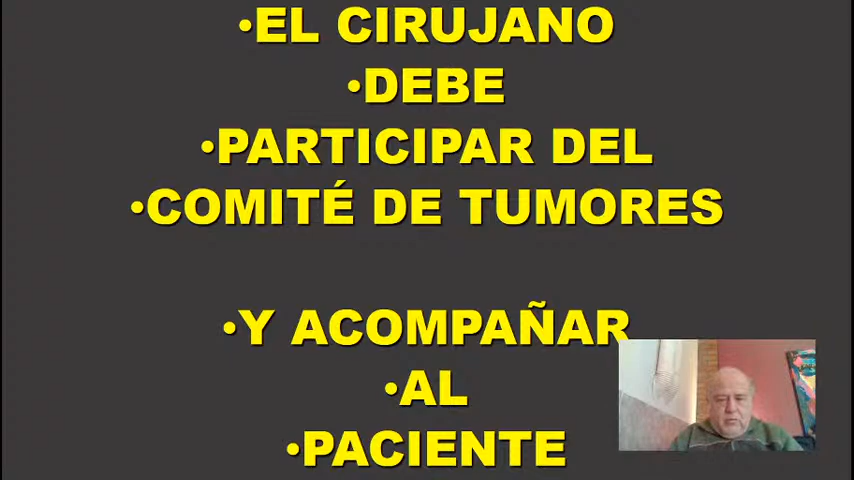 •EL CIRUJANO
•DEBE
•PARTICIPAR DEL
•COMITÉ DE TUMORES
•Y ACOMPAÑAR
•AL
•PACIENTE